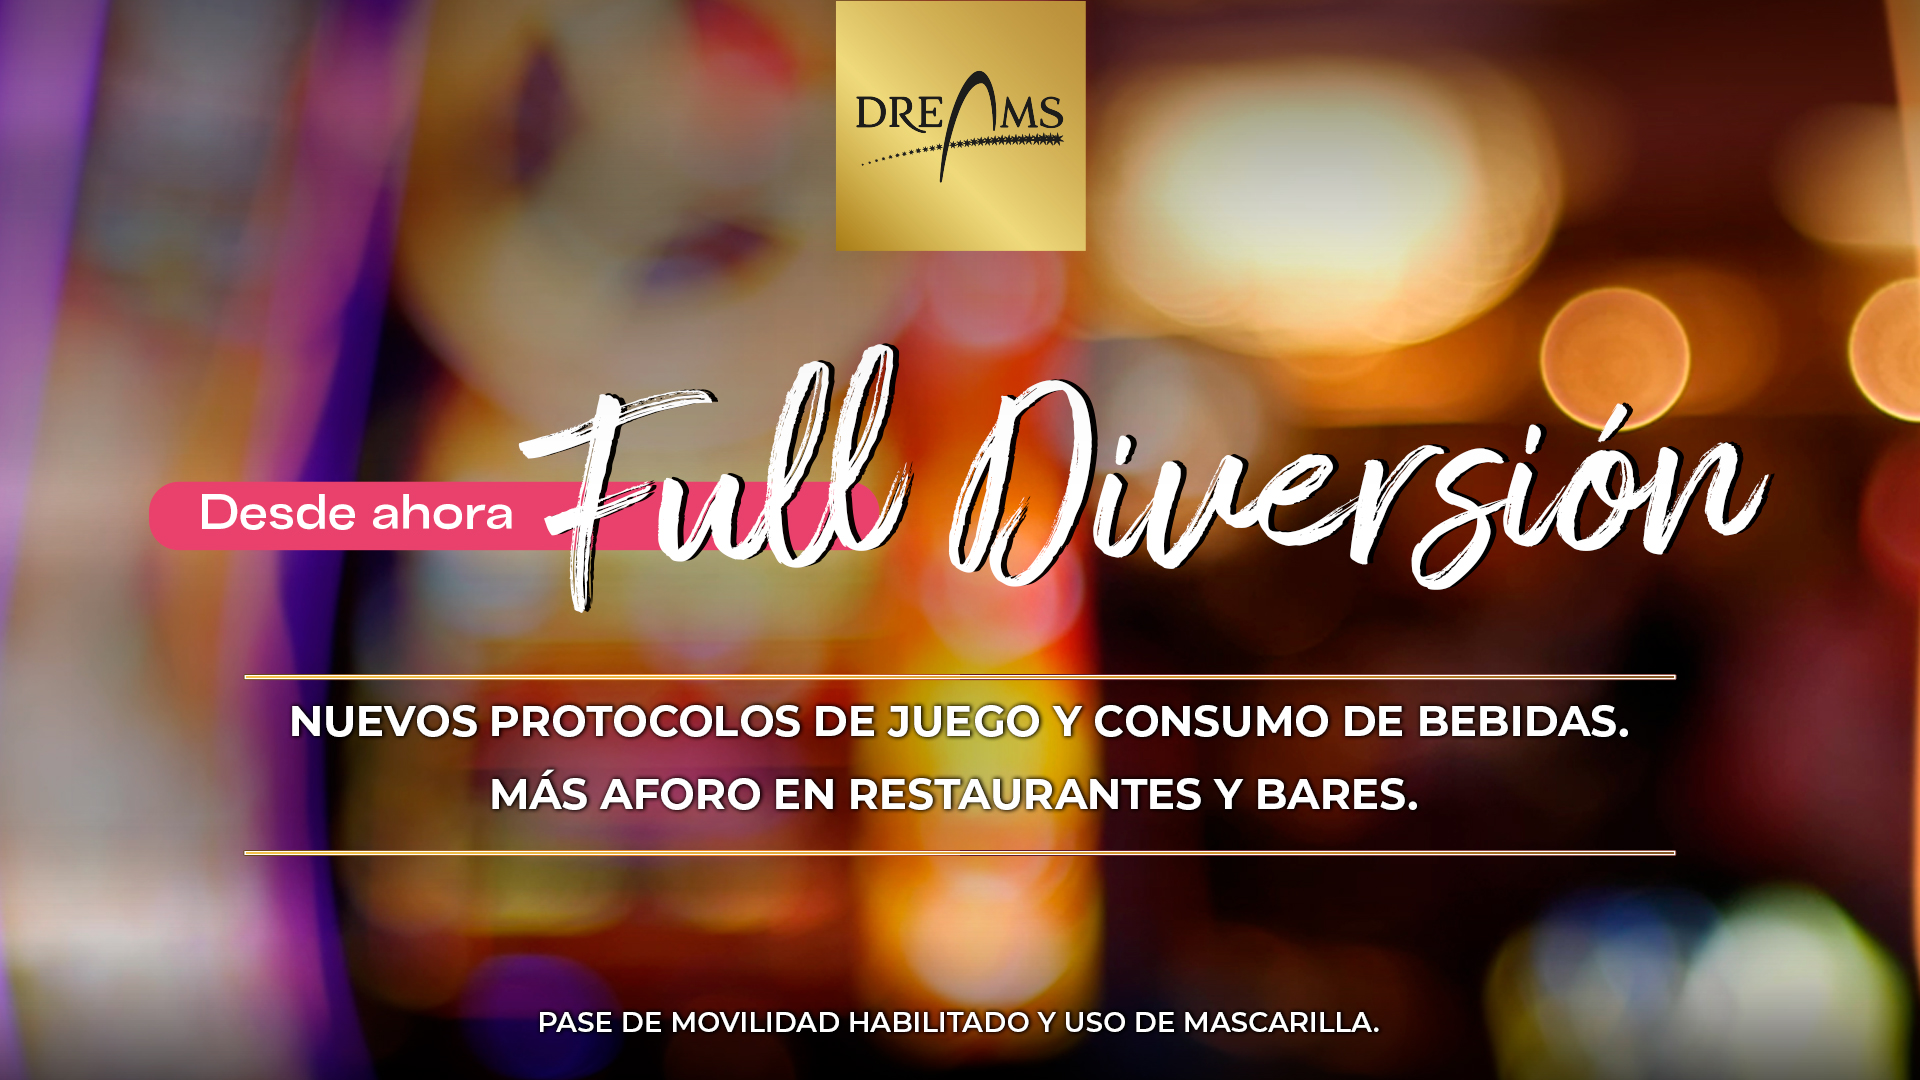 DREAMS
Desde ahora Full Diversión
NUEVOS PROTOCOLOS DE JUEGO Y CONSUMO DE BEBIDAS.
MÁS AFORO EN RESTAURANTES Y BARES.
PASE DE MOVILIDAD HABILITADO Y USO DE MASCARILLA.